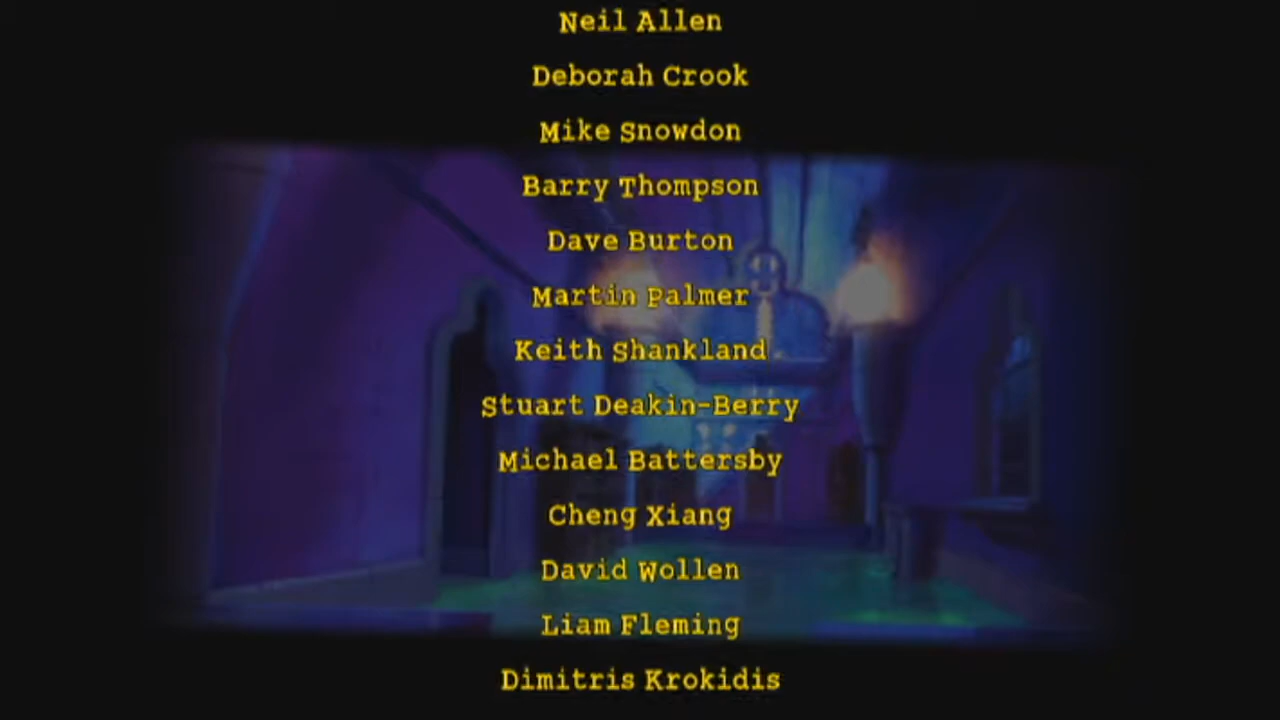 Neil Allen
Deborah Crook
Mike Snowdon
Barry Thompson
Dave Burton
Martin Palmer
Keith Shankland
Stuart Deakin-Berry
Michael Battersby
Cheng Xiang
David Wollen
Liam Fleming
Dimitris Krokidis